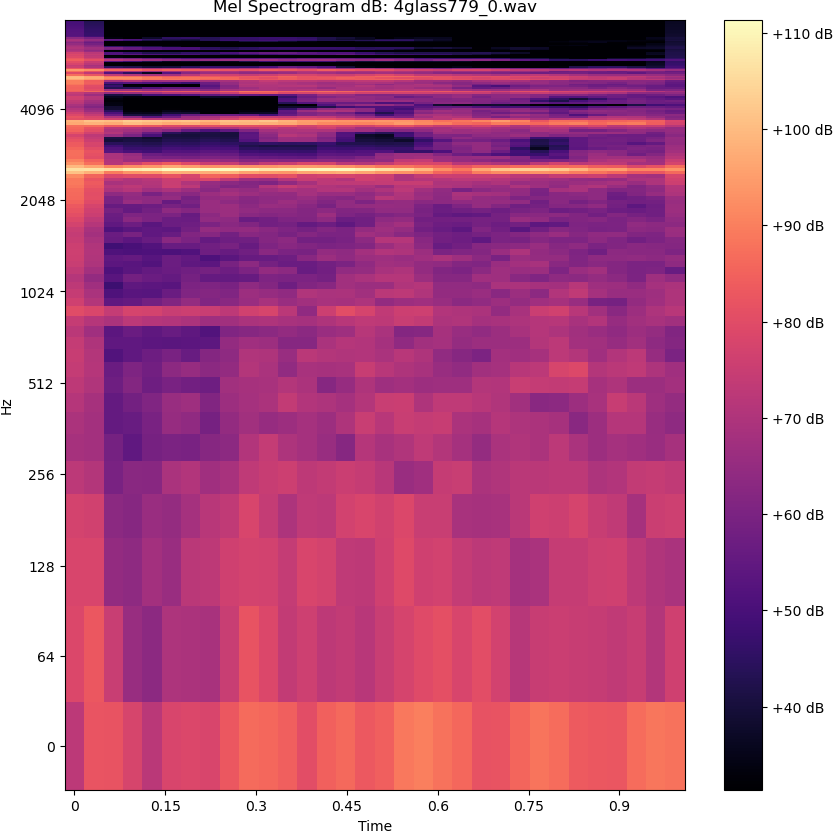 Mel Spectrogram dB: 4glass779_0.wav
+110 dB
+100 dB
+90 dB
+80 dB
+70 dB
+60 dB
+50 dB
+40 dB
4096
2048
1024
512
256
128
64
0
Hz
0 0.15 0.3 0.45 0.6 0.75 0.9
Time